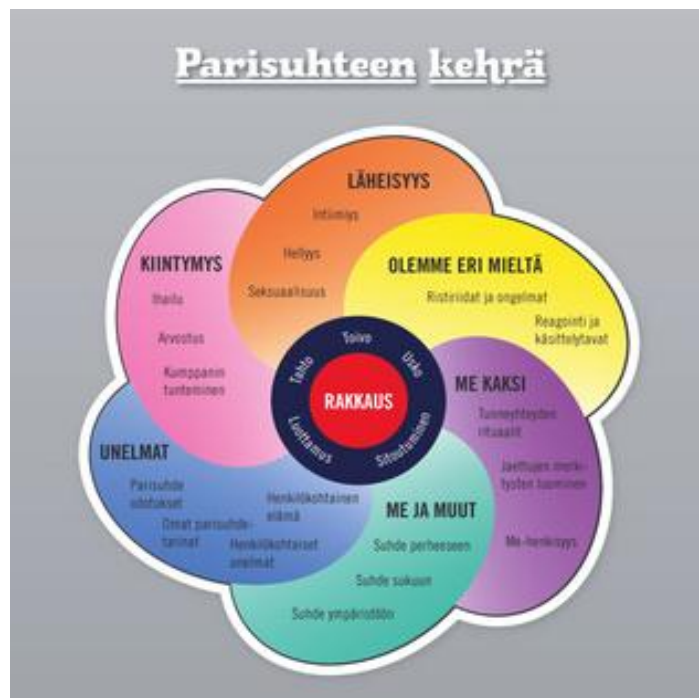 Parisuhteen kehrä
LÄHEISYYS
Intiimiys
Hellyys
Seksuaalisuus
OLEMME ERI MIELTÄ
Ristiriidat ja ongelmat
Reagointi ja
käsittelytavat
ME KAKSI
Tunneyhteyden
rituaalit
Jaettujen merki-
tysten luominen
Me-henkisyys
ME JA MUUT
Suhde perheeseen
Suhde sukuun
Suhde ympäristöön
UNELMAT
Parisuhde
odotukset
Omat parisuhde-
tarinat
Henkilökohtainen
elämä
Henkilökohtaiset
unelmat
KIINTYMYS
Ihailu
Arvostus
Kumppanin
tunteminen
Tahto
Toivo
Usko
Sitoutuminen
Luottamus
RAKKAUS